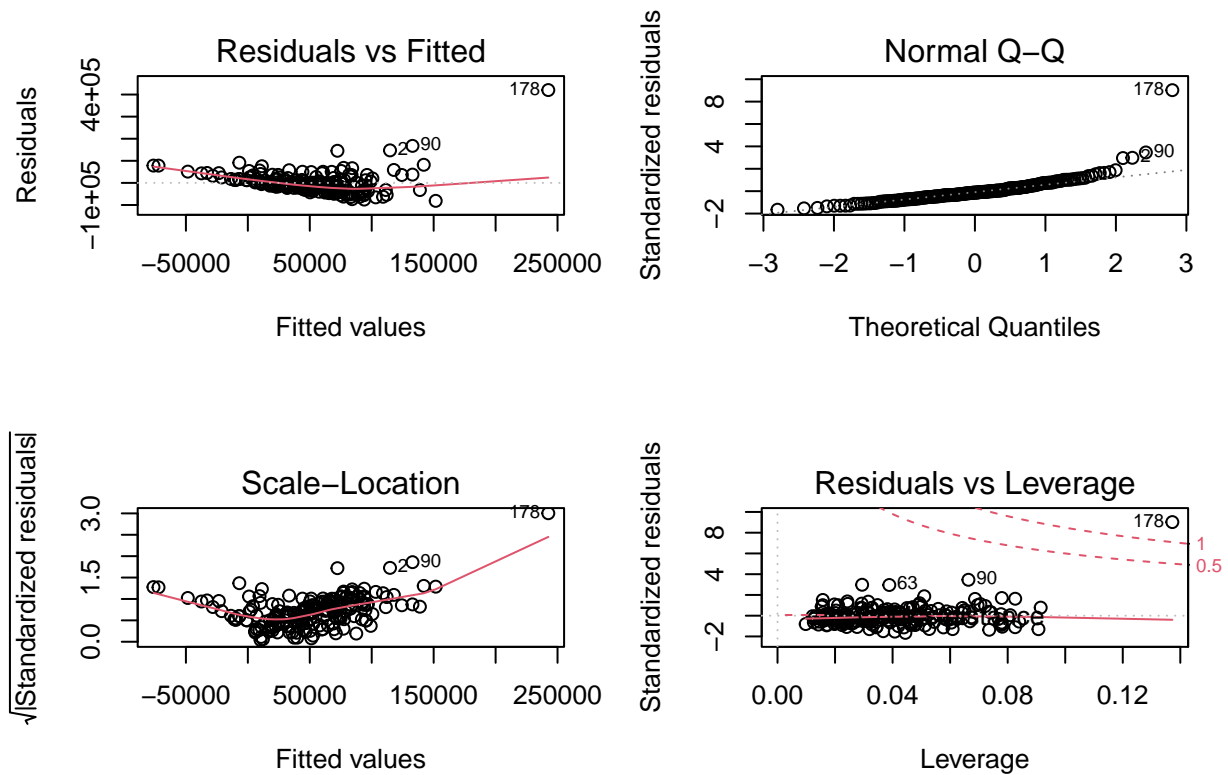 Residuals vs Fitted
Residuals
4e+05
−1e+05
178
2
90
−50000 50000 150000 250000
Fitted values
Normal Q−Q
Standardized residuals
8
4
−2
178
2
90
−3 −2 −1 0 1 2 3
Theoretical Quantiles
Scale−Location
√|Standardized residuals|
3.0
1.5
0.0
178
2
90
−50000 50000 150000 250000
Fitted values
Residuals vs Leverage
Standardized residuals
8
4
−2
178
1
0.5
63
90
0.00 0.04 0.08 0.12
Leverage